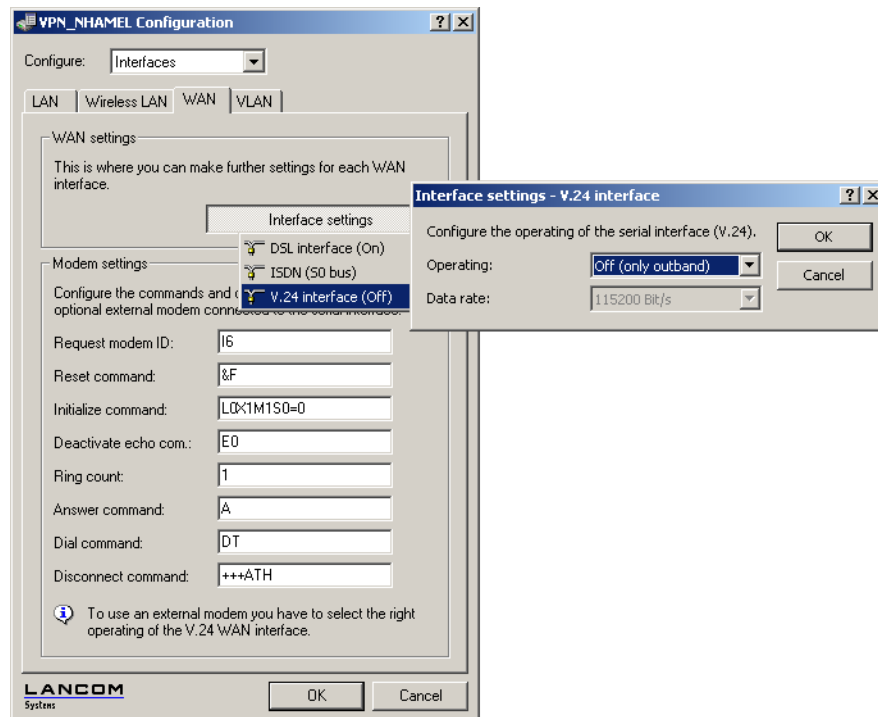 VPN_NHAMEL Configuration
Configure: Interfaces
LAN Wireless LAN WAN VLAN
WAN settings
This is where you can make further settings for each WAN
interface.
Interface settings
DSL interface (On)
ISDN (S0 bus)
V.24 interface (Off)
Modem settings
Configure the commands and
optional external modem connected to the serial interface.
Request modem ID: I6
Reset command: &F
Initialize command: L0X1M1S0=0
Deactivate echo com.: E0
Ring count: 1
Answer command: A
Dial command: DT
Disconnect command: +++ATH
To use an external modem you have to select the right
operating of the V.24 WAN interface.
LANCOM
Systems
OK Cancel
Interface settings - V.24 interface
Configure the operating of the serial interface (V.24).
Operating: Off (only outband)
Data rate: 115200 Bit/s
OK
Cancel